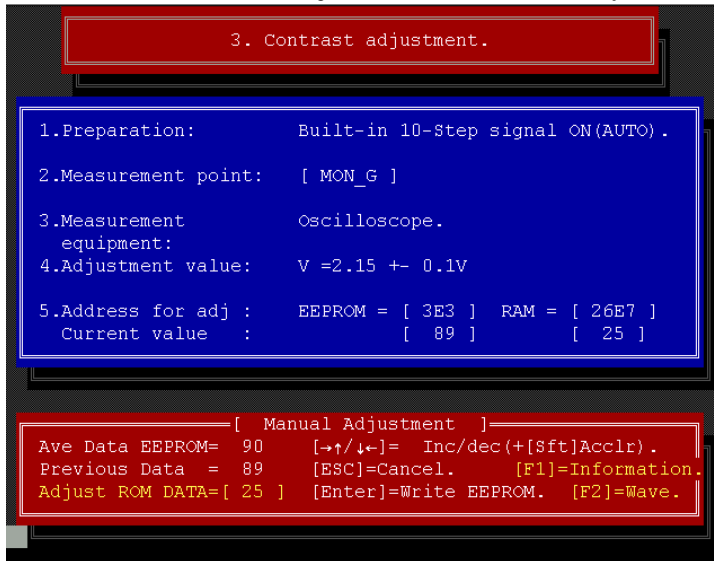 3. Contrast adjustment.
1.Preparation: Built-in 10-Step signal ON(AUTO).
2.Measurement point: [ MON_G ]
3.Measurement Oscilloscope.
equipment:
4.Adjustment value: V =2.15 +- 0.1V
5.Address for adj : EEPROM = [ 3E3 ] RAM = [ 26E7 ]
Current value : [ 89 ] [ 25 ]
[ Manual Adjustment ]
Ave Data EEPROM= 90 [→↑/↓←]= Inc/dec(+[Sft]Acclr).
Previous Data = 89 [ESC]=Cancel. [F1]=Information.
Adjust ROM DATA=[ 25 ] [Enter]=Write EEPROM. [F2]=Wave.